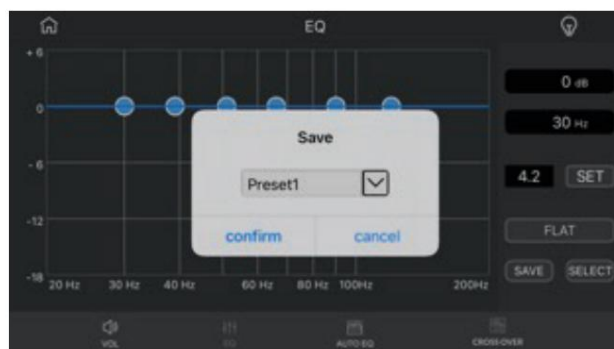 EQ
+ 6
0
- 6
-12
-18
20 Hz 30 Hz 40 Hz 60 Hz 80 Hz 100Hz 200Hz
Save
Preset1
confirm cancel
0 dB
30 Hz
4.2 SET
FLAT
SAVE SELECT
VOL EQ AUTO EQ CROSS OVER